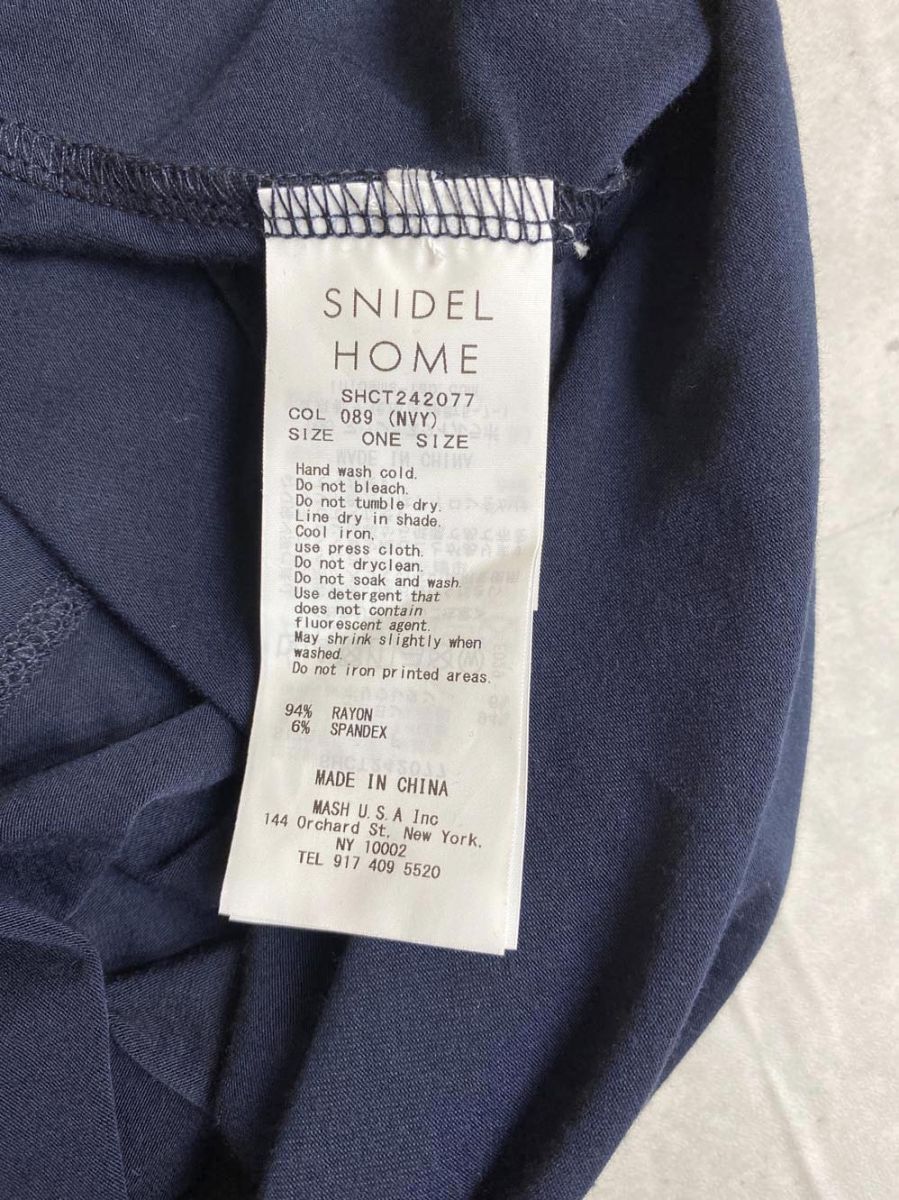 SNIDEL
HOME
SHCT242077
COL 089 (NVY)
SIZE ONE SIZE
Hand wash cold.
Do not bleach.
Do not tumble dry.
Line dry in shade.
Cool iron,
use press cloth.
Do not dryclean.
Do not soak and wash.
Use detergent that
does not contain
fluorescent agent.
May shrink slightly when
washed.
Do not iron printed areas.
94% RAYON
6% SPANDEX
MADE IN CHINA
MASH U.S.A Inc
144 Orchard St, New York,
NY 10002
TEL 917 409 5520